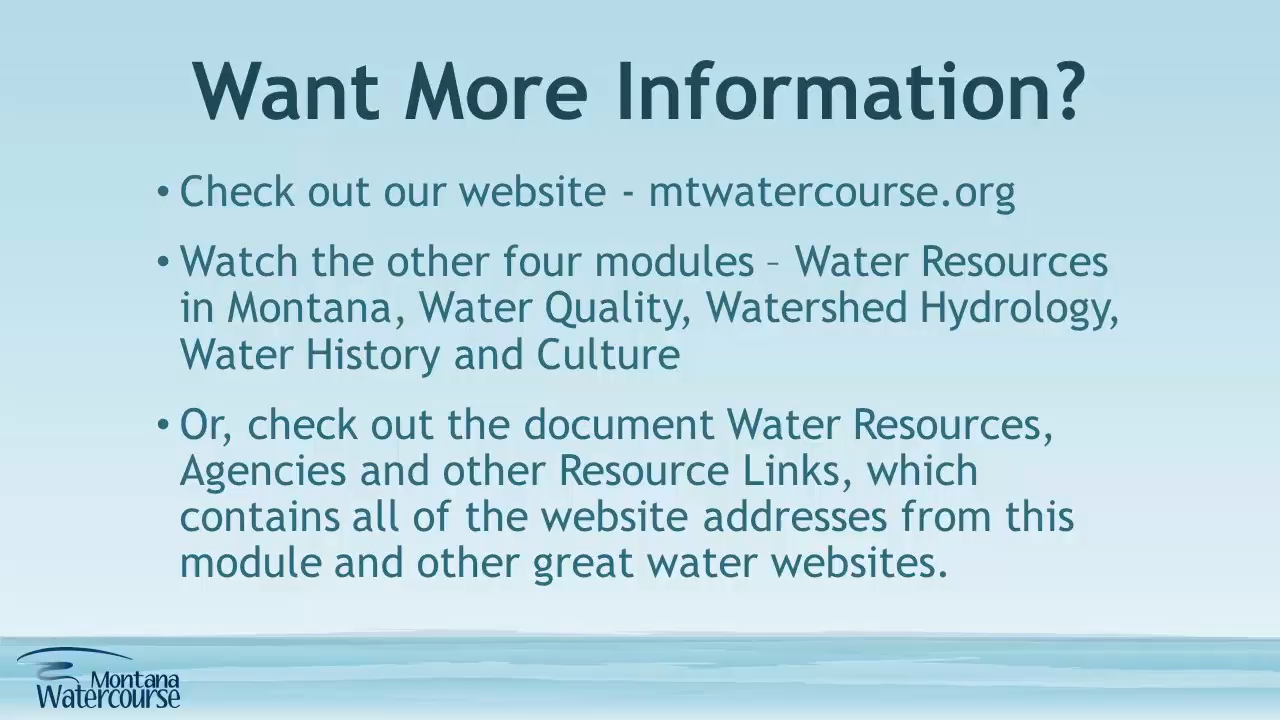 Want More Information?
• Check out our website - mtwatercourse.org
• Watch the other four modules – Water Resources
in Montana, Water Quality, Watershed Hydrology,
Water History and Culture
• Or, check out the document Water Resources,
Agencies and other Resource Links, which
contains all of the website addresses from this
module and other great water websites.
Montana
Watercourse